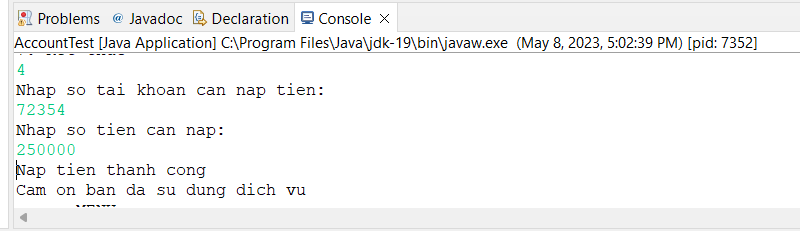 Problems @ Javadoc Declaration Console
AccountTest [Java Application] C:\Program Files\Java\jdk-19\bin\javaw.exe (May 8, 2023, 5:02:39 PM) [pid: 7352]
4
Nhap so tai khoan can nap tien:
72354
Nhap so tien can nap:
250000
Nap tien thanh cong
Cam on ban da su dung dich vu